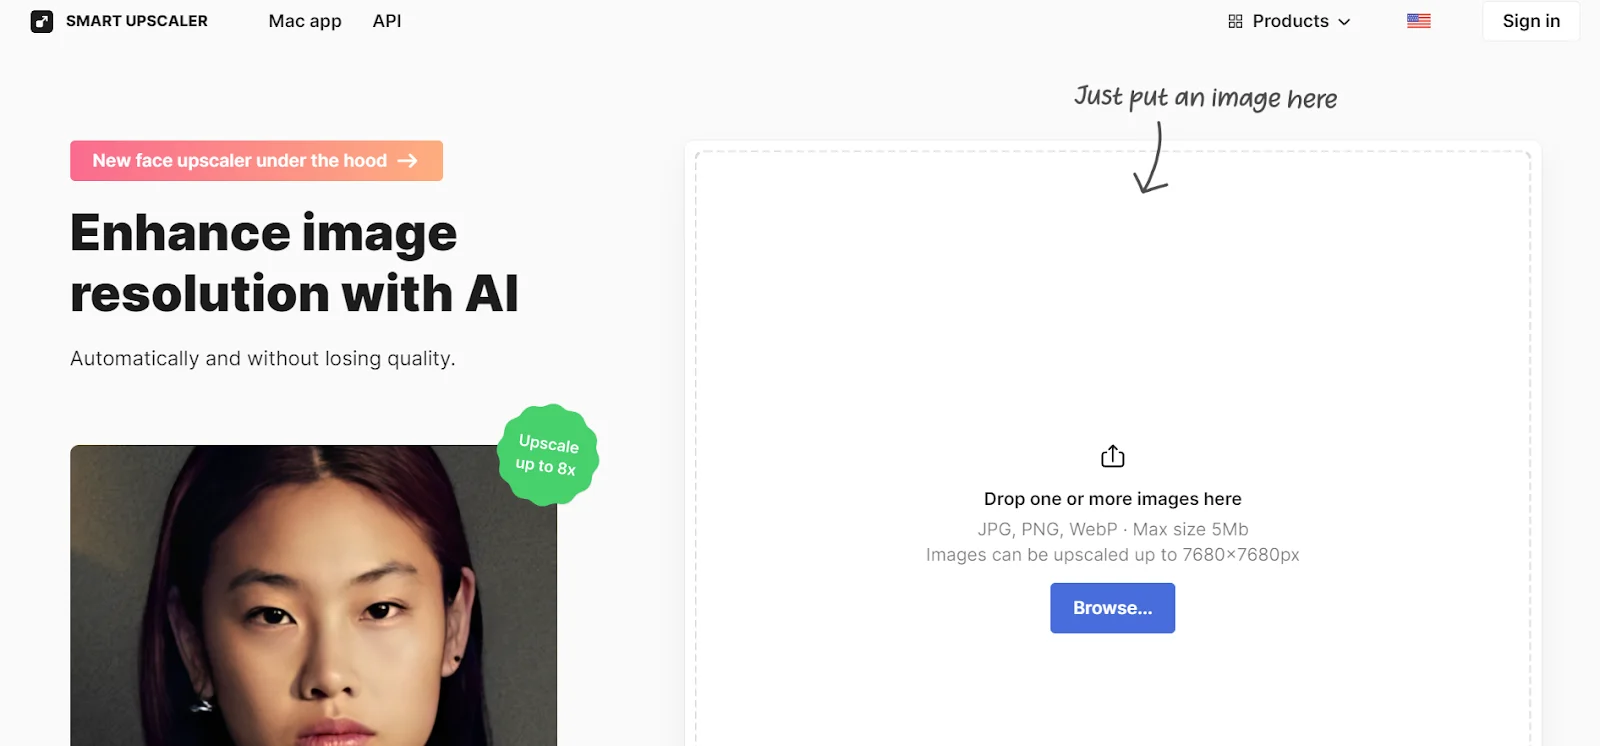 SMART UPSCALER
Mac app
API
Products
Sign in
Just put an image here
New face upscaler under the hood →
Enhance image
resolution with AI
Automatically and without losing quality.
Upscale
up to 8x
Drop one or more images here
JPG, PNG, WebP · Max size 5Mb
Images can be upscaled up to 7680×7680px
Browse...